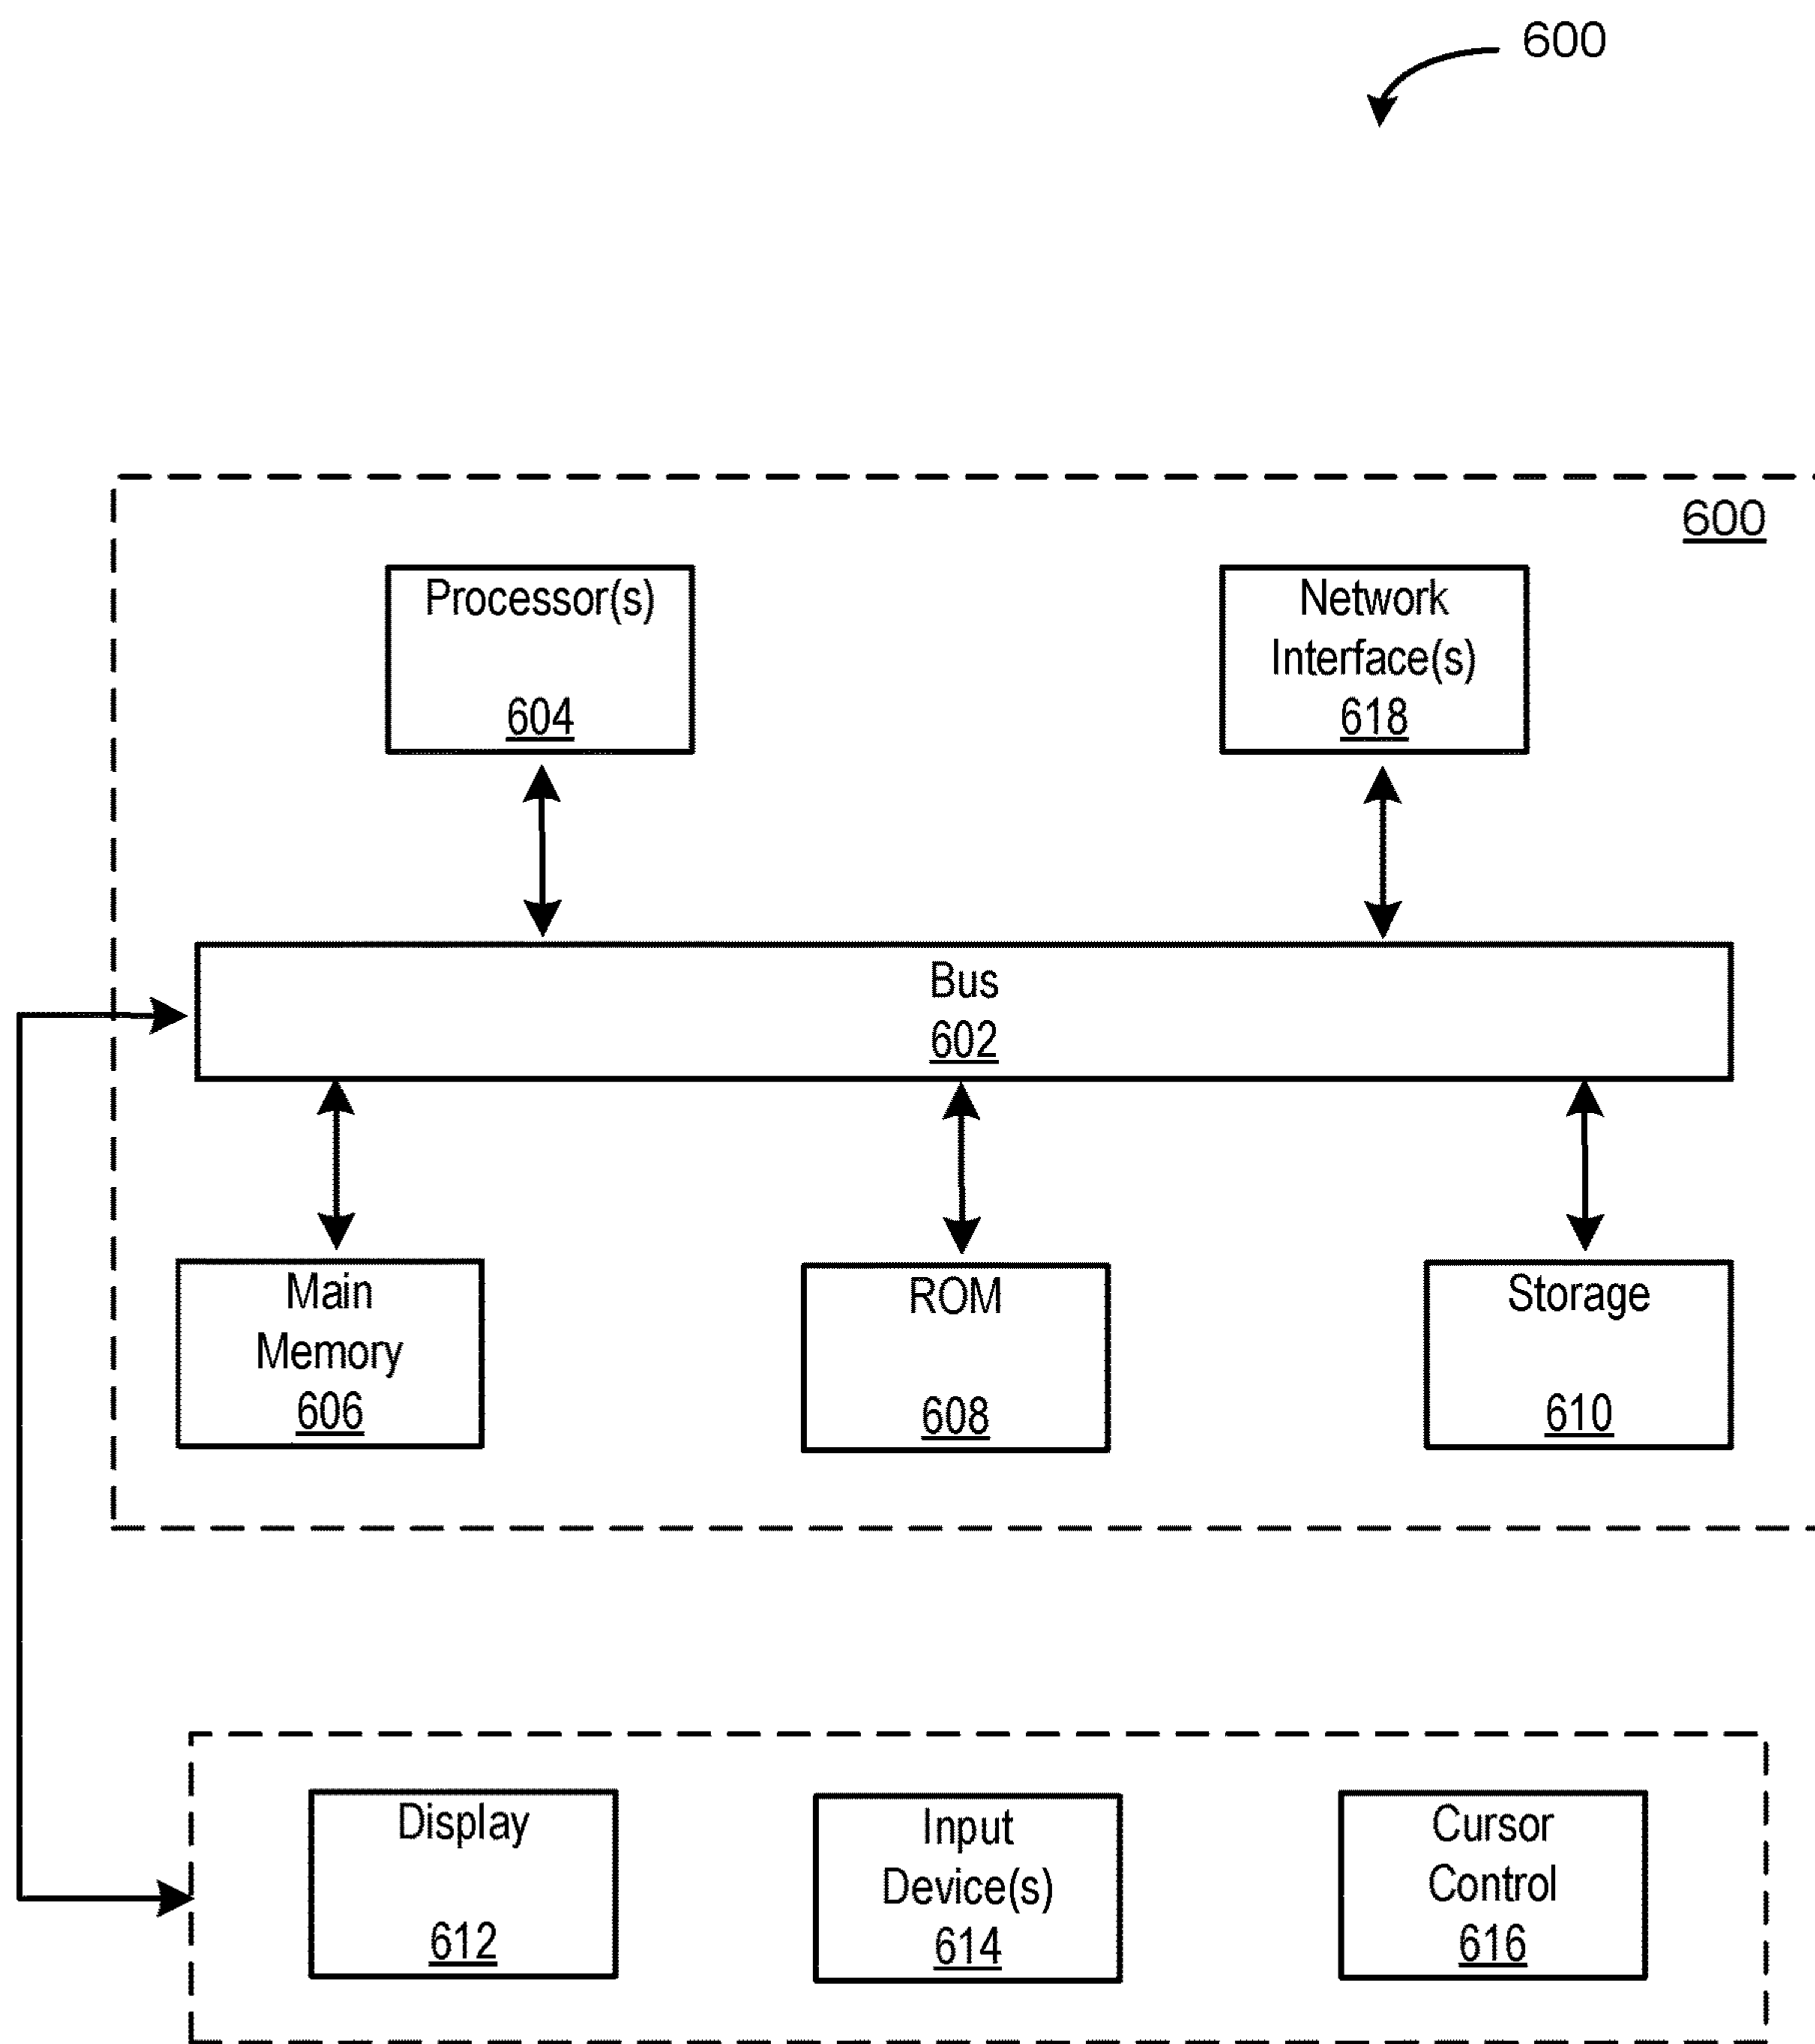 600
600
Processor(s)
604
Network
Interface(s)
618
Bus
602
Main
Memory
606
ROM
608
Storage
610
Display
612
Input
Device(s)
614
Cursor
Control
616